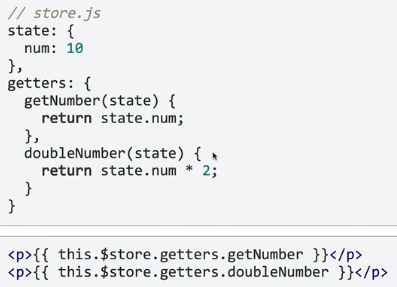 // store.js
state: {
  num: 10
},
getters: {
  getNumber(state) {
    return state.num;
  },
  doubleNumber(state) {
    return state.num * 2;
  }
}
<p>{{ this.$store.getters.getNumber }}</p>
<p>{{ this.$store.getters.doubleNumber }}</p>